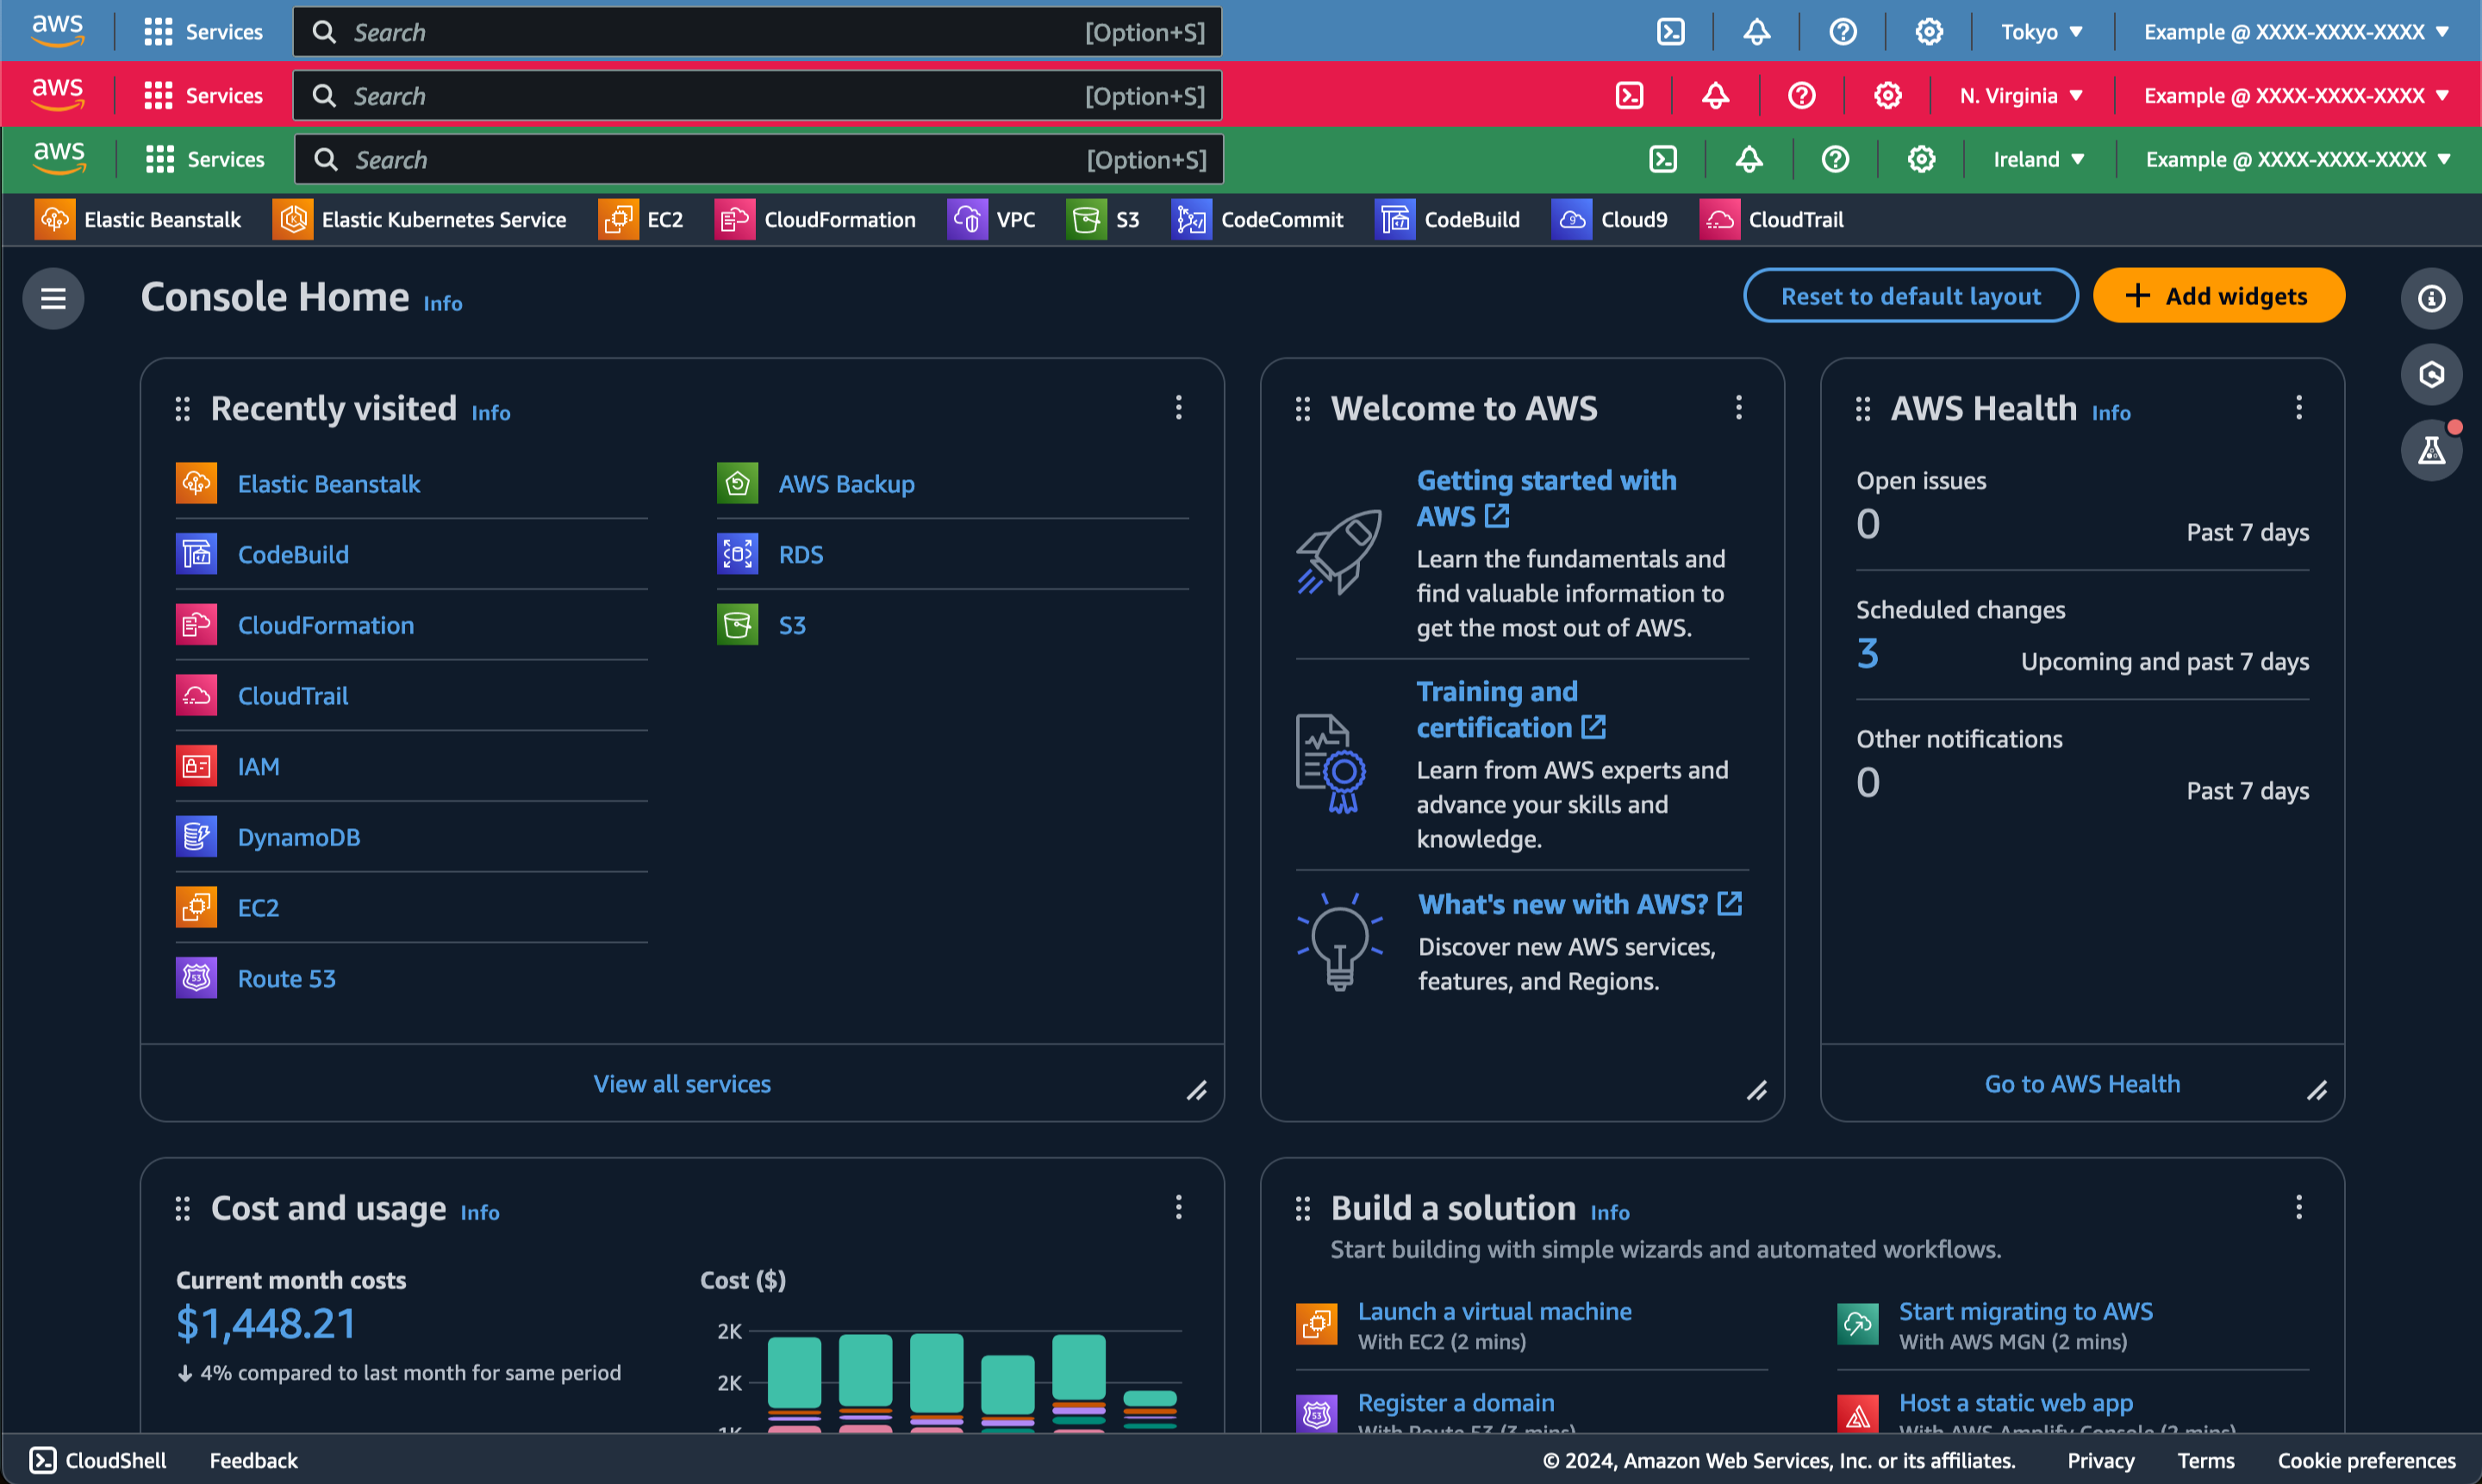 aws Services Search [Option+S] Tokyo Example @ XXXX-XXXX-XXXX
aws Services Search [Option+S] N. Virginia Example @ XXXX-XXXX-XXXX
aws Services Search [Option+S] Ireland Example @ XXXX-XXXX-XXXX
Elastic Beanstalk Elastic Kubernetes Service EC2 CloudFormation VPC S3 CodeCommit CodeBuild Cloud9 CloudTrail
Console Home Info
Reset to default layout
+ Add widgets
Recently visited Info
Elastic Beanstalk
CodeBuild
CloudFormation
CloudTrail
IAM
DynamoDB
EC2
Route 53
AWS Backup
RDS
S3
View all services
Welcome to AWS
Getting started with
AWS
Learn the fundamentals and
find valuable information to
get the most out of AWS.
Training and
certification
Learn from AWS experts and
advance your skills and
knowledge.
What's new with AWS?
Discover new AWS services,
features, and Regions.
AWS Health Info
Open issues
0 Past 7 days
Scheduled changes
3 Upcoming and past 7 days
Other notifications
0 Past 7 days
Go to AWS Health
Cost and usage Info
Current month costs
$1,448.21
↓ 4% compared to last month for same period
Cost ($)
2K
2K
1K
Build a solution Info
Start building with simple wizards and automated workflows.
Launch a virtual machine
With EC2 (2 mins)
Start migrating to AWS
With AWS MGN (2 mins)
Register a domain
With Route 53 (3 mins)
Host a static web app
With AWS Amplify Console (2 mins)
CloudShell Feedback © 2024, Amazon Web Services, Inc. or its affiliates. Privacy Terms Cookie preferences